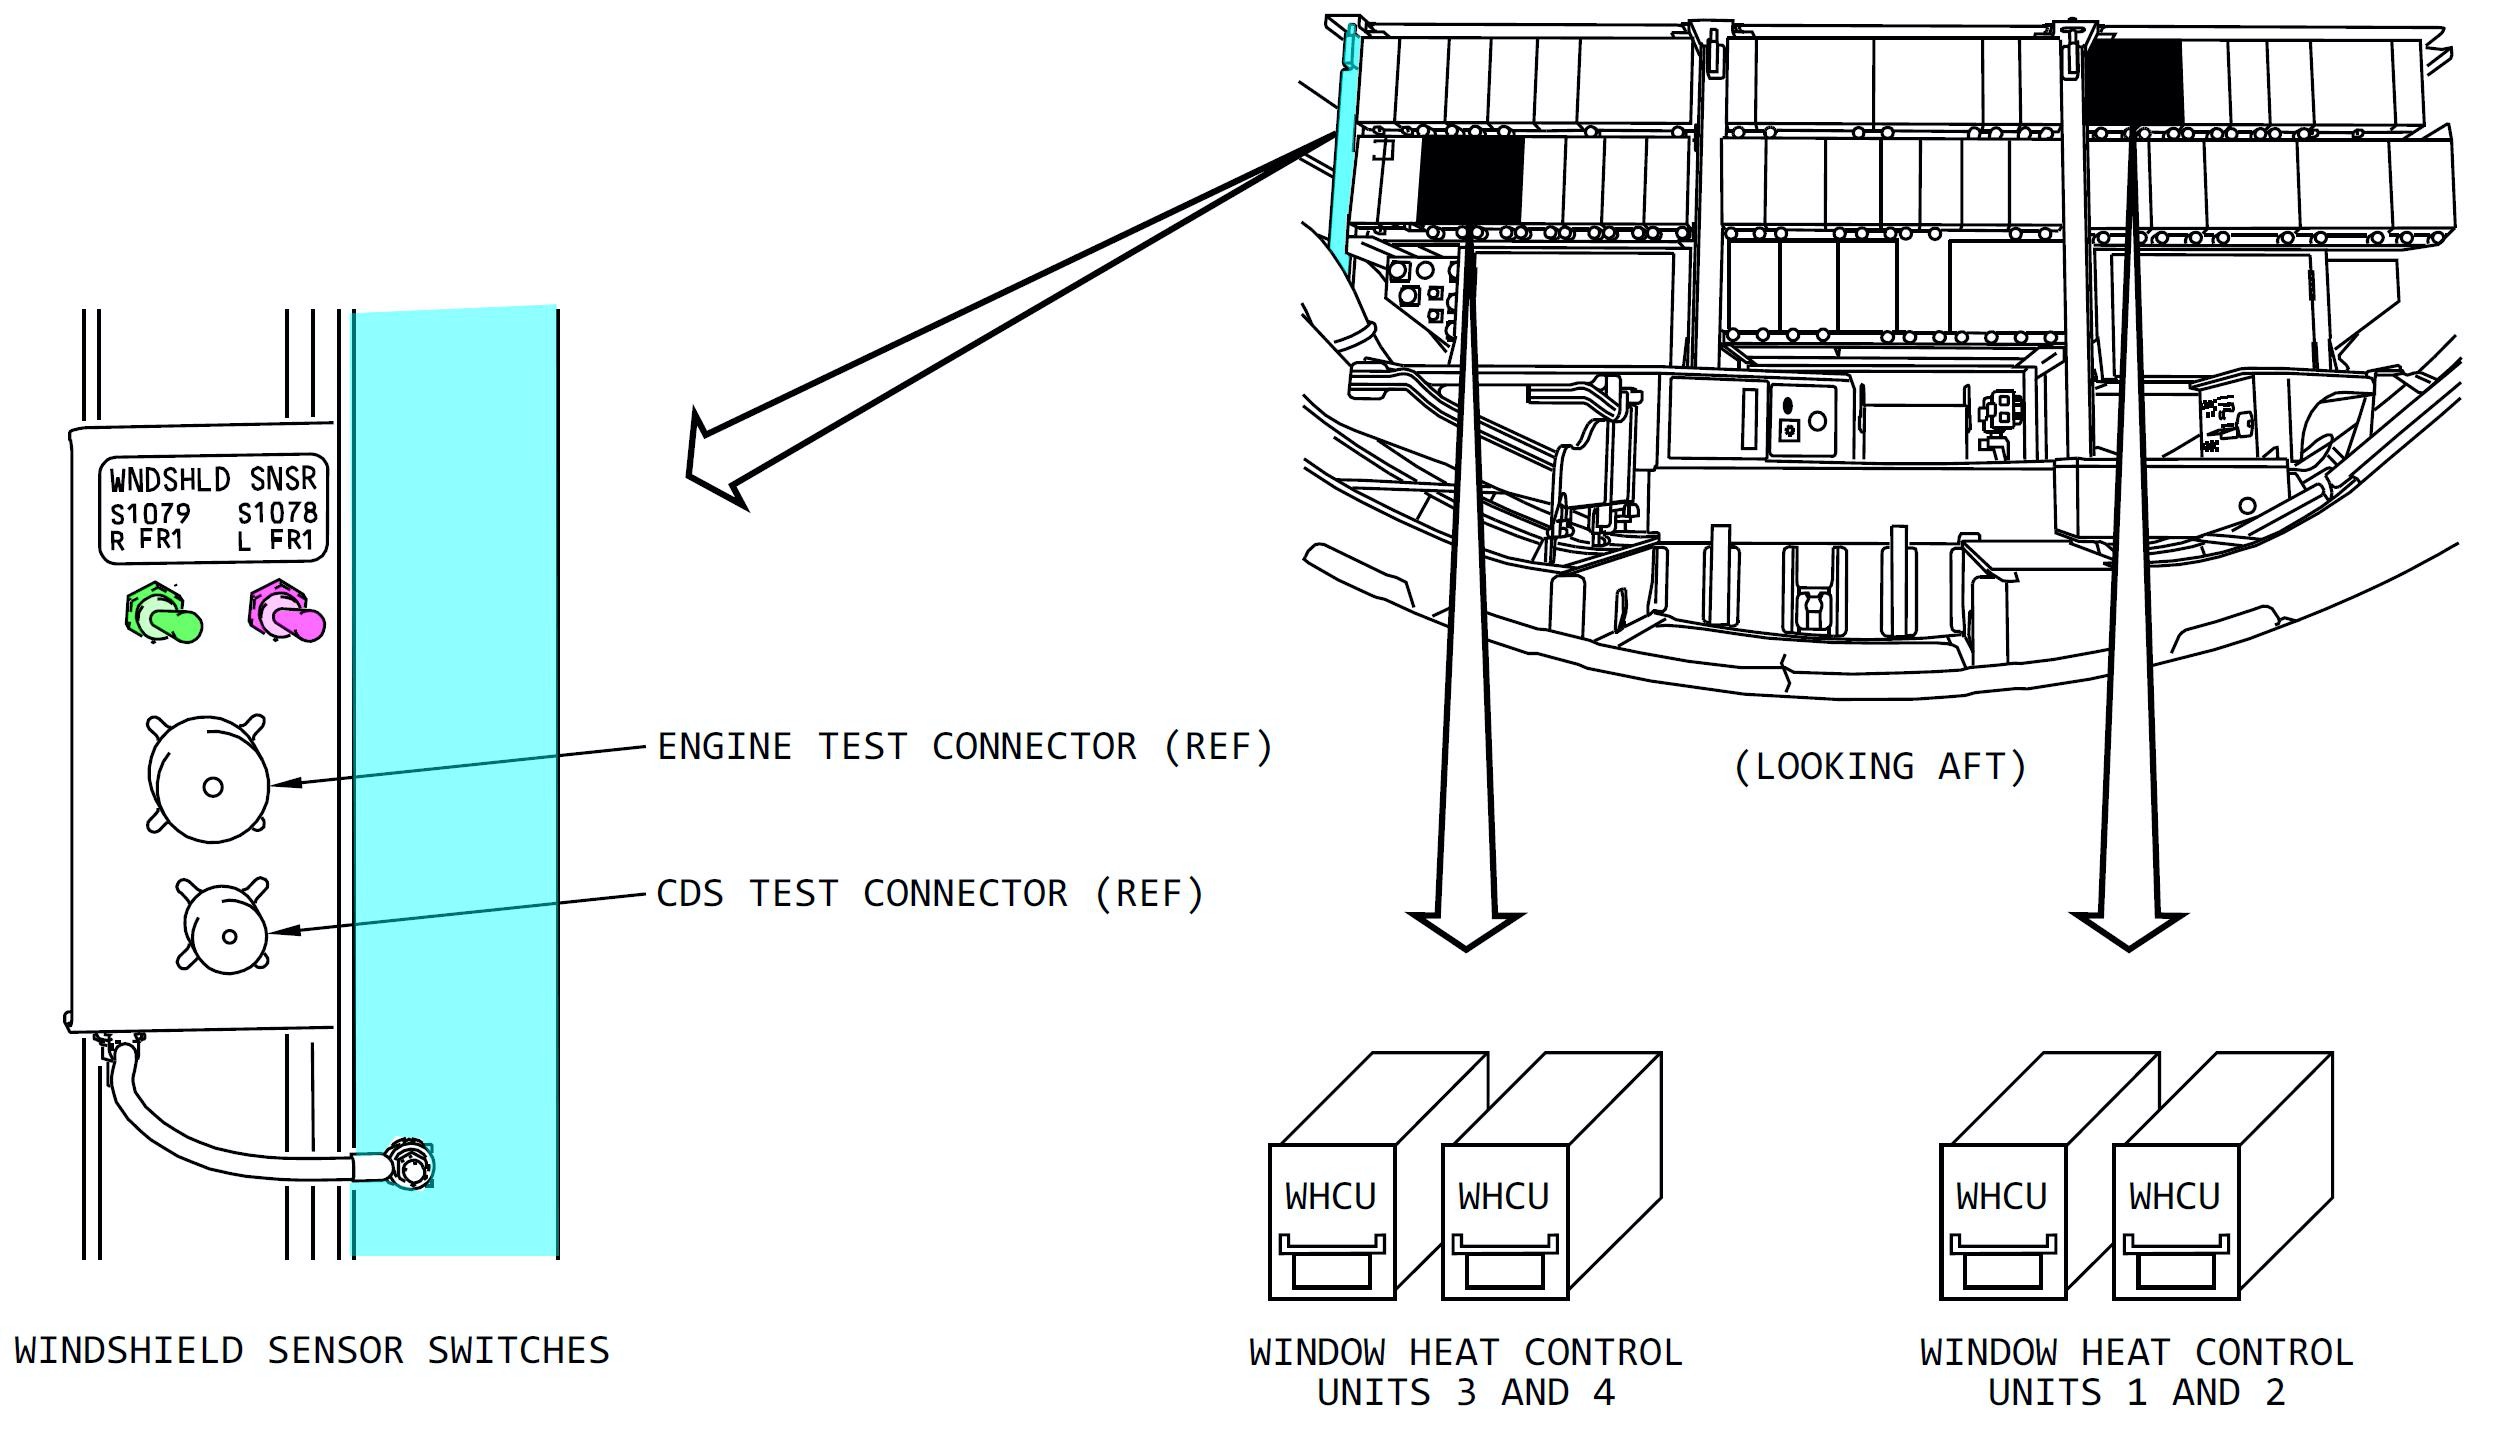 WNDSHLD SNSR
S1079 S1078
R FR1 L FR1
ENGINE TEST CONNECTOR (REF)
(LOOKING AFT)
CDS TEST CONNECTOR (REF)
WHCU WHCU WHCU WHCU
WINDSHIELD SENSOR SWITCHES
WINDOW HEAT CONTROL
UNITS 3 AND 4
WINDOW HEAT CONTROL
UNITS 1 AND 2